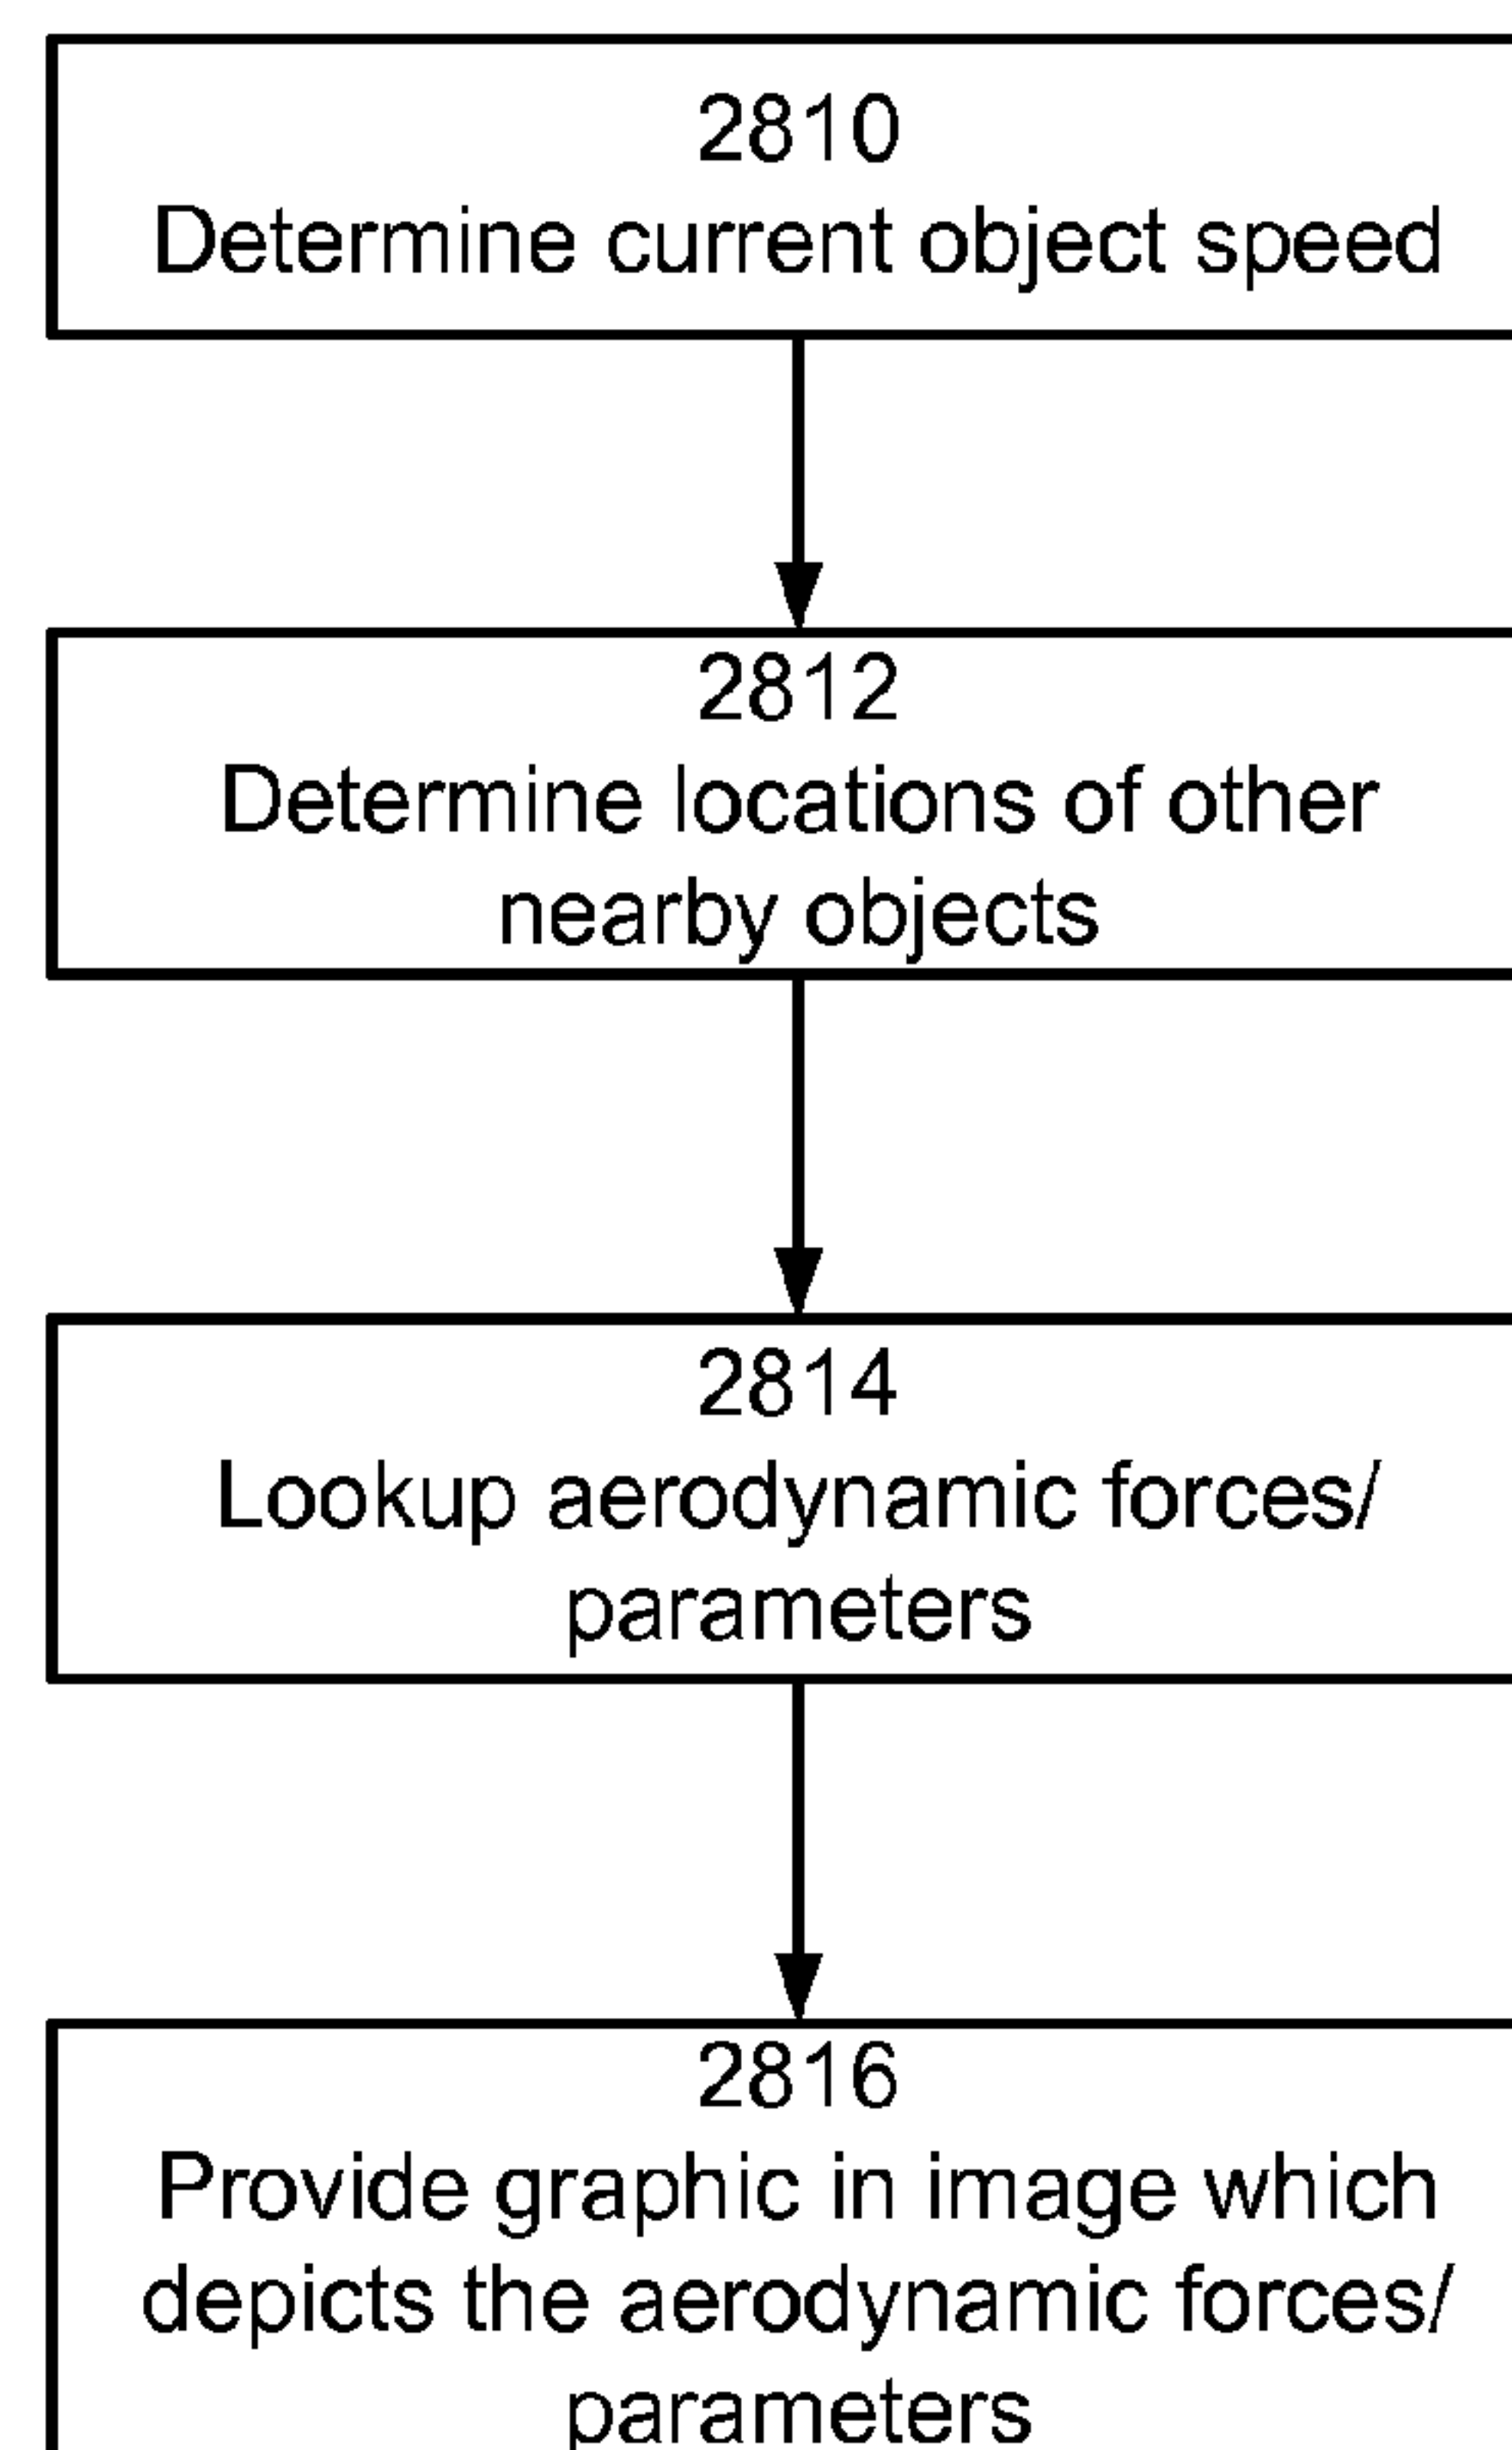 2810
Determine current object speed
2812
Determine locations of other
nearby objects
2814
Lookup aerodynamic forces/
parameters
2816
Provide graphic in image which
depicts the aerodynamic forces/
parameters